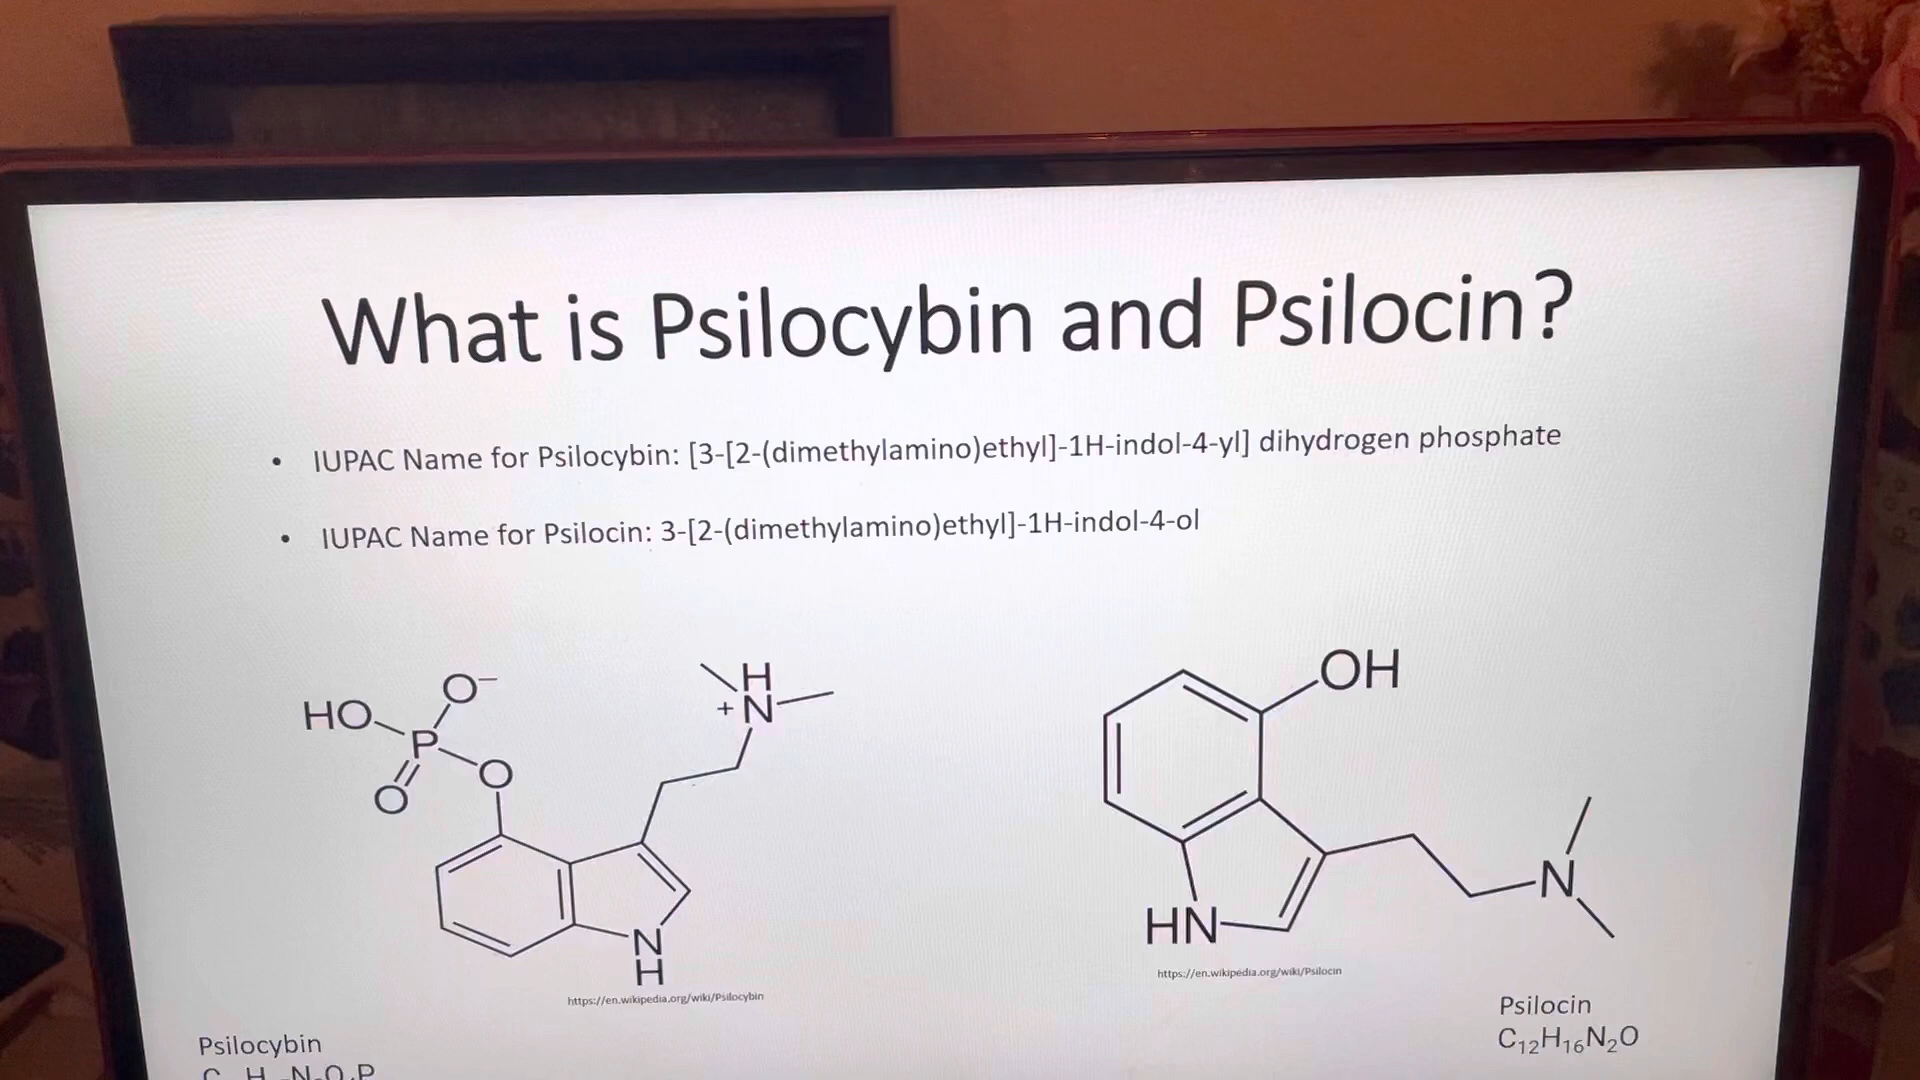 What is Psilocybin and Psilocin?
• IUPAC Name for Psilocybin: [3-[2-(dimethylamino)ethyl]-1H-indol-4-yl] dihydrogen phosphate
• IUPAC Name for Psilocin: 3-[2-(dimethylamino)ethyl]-1H-indol-4-ol
HO
O⁻
P
O
O
H
+N
N
H
https://en.wikipedia.org/wiki/Psilocybin
Psilocybin
OH
N
HN
https://en.wikipedia.org/wiki/Psilocin
Psilocin
C₁₂H₁₆N₂O